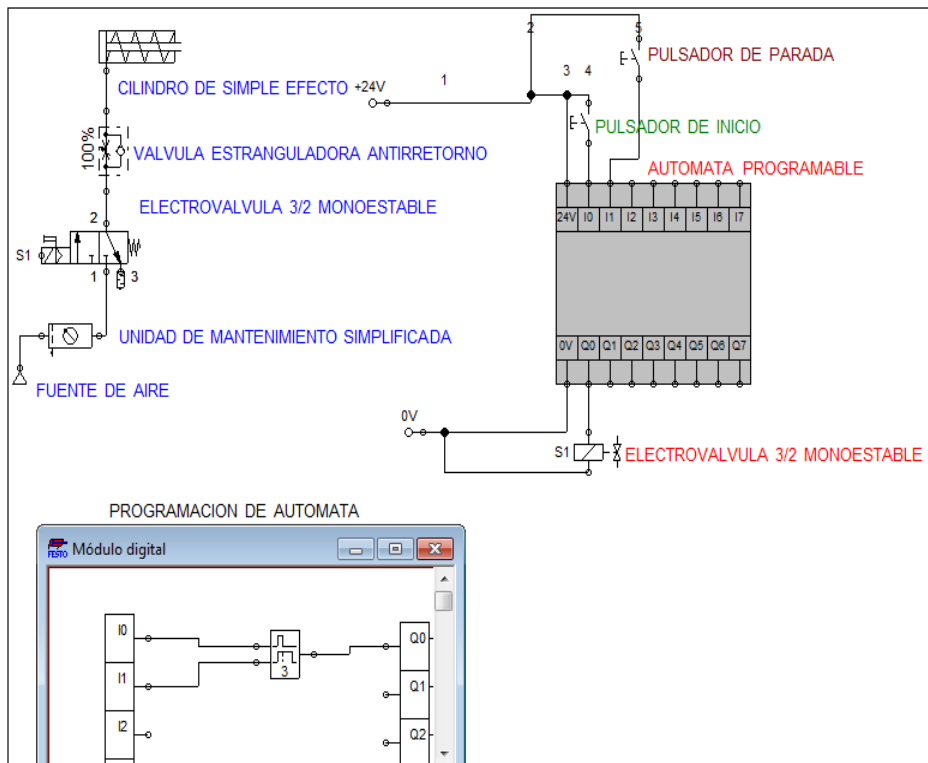 2 5
PULSADOR DE PARADA
3 4
CILINDRO DE SIMPLE EFECTO
+24V
1
PULSADOR DE INICIO
100%
VALVULA ESTRANGULADORA ANTIRRETORNO
AUTOMATA PROGRAMABLE
ELECTROVALVULA 3/2 MONOESTABLE
2
24V I0 I1 I2 I3 I4 I5 I6 I7
S1
1 3
UNIDAD DE MANTENIMIENTO SIMPLIFICADA
0V Q0 Q1 Q2 Q3 Q4 Q5 Q6 Q7
FUENTE DE AIRE
0V
S1
ELECTROVALVULA 3/2 MONOESTABLE
PROGRAMACION DE AUTOMATA
FESTO
Módulo digital
I0
Q0
3
I1
Q1
I2
Q2